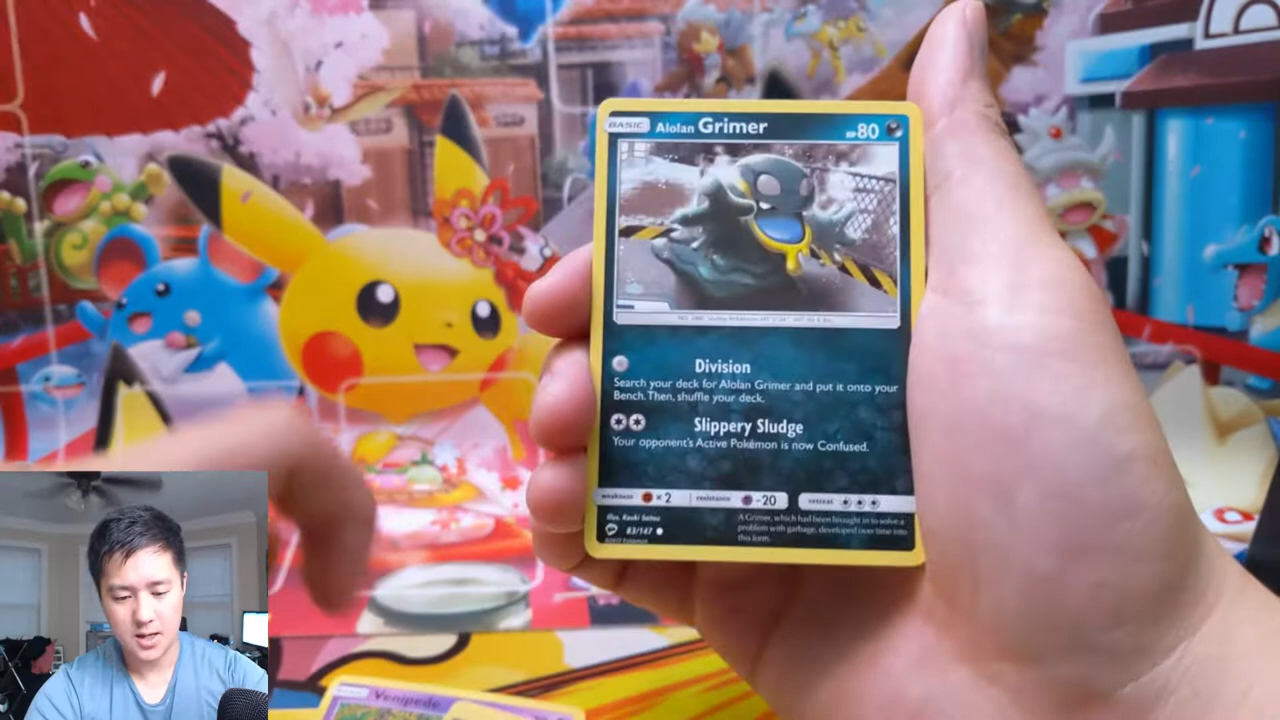 BASIC Alolan Grimer HP80
Division
Search your deck for Alolan Grimer and put it onto your
Bench. Then, shuffle your deck.
Slippery Sludge
Your opponent's Active Pokémon is now Confused.
weakness ×2 resistance -20 retreat
Illus. Kouki Saitou
83/147
©2017 Pokémon
A Grimer, which had been brought in to solve a
problem with garbage, developed over time into
this form.
Venipede